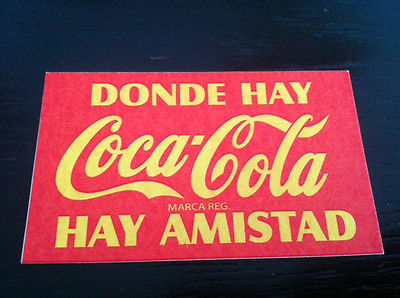 DONDE HAY
Coca-Cola
MARCA REG.
HAY AMISTAD